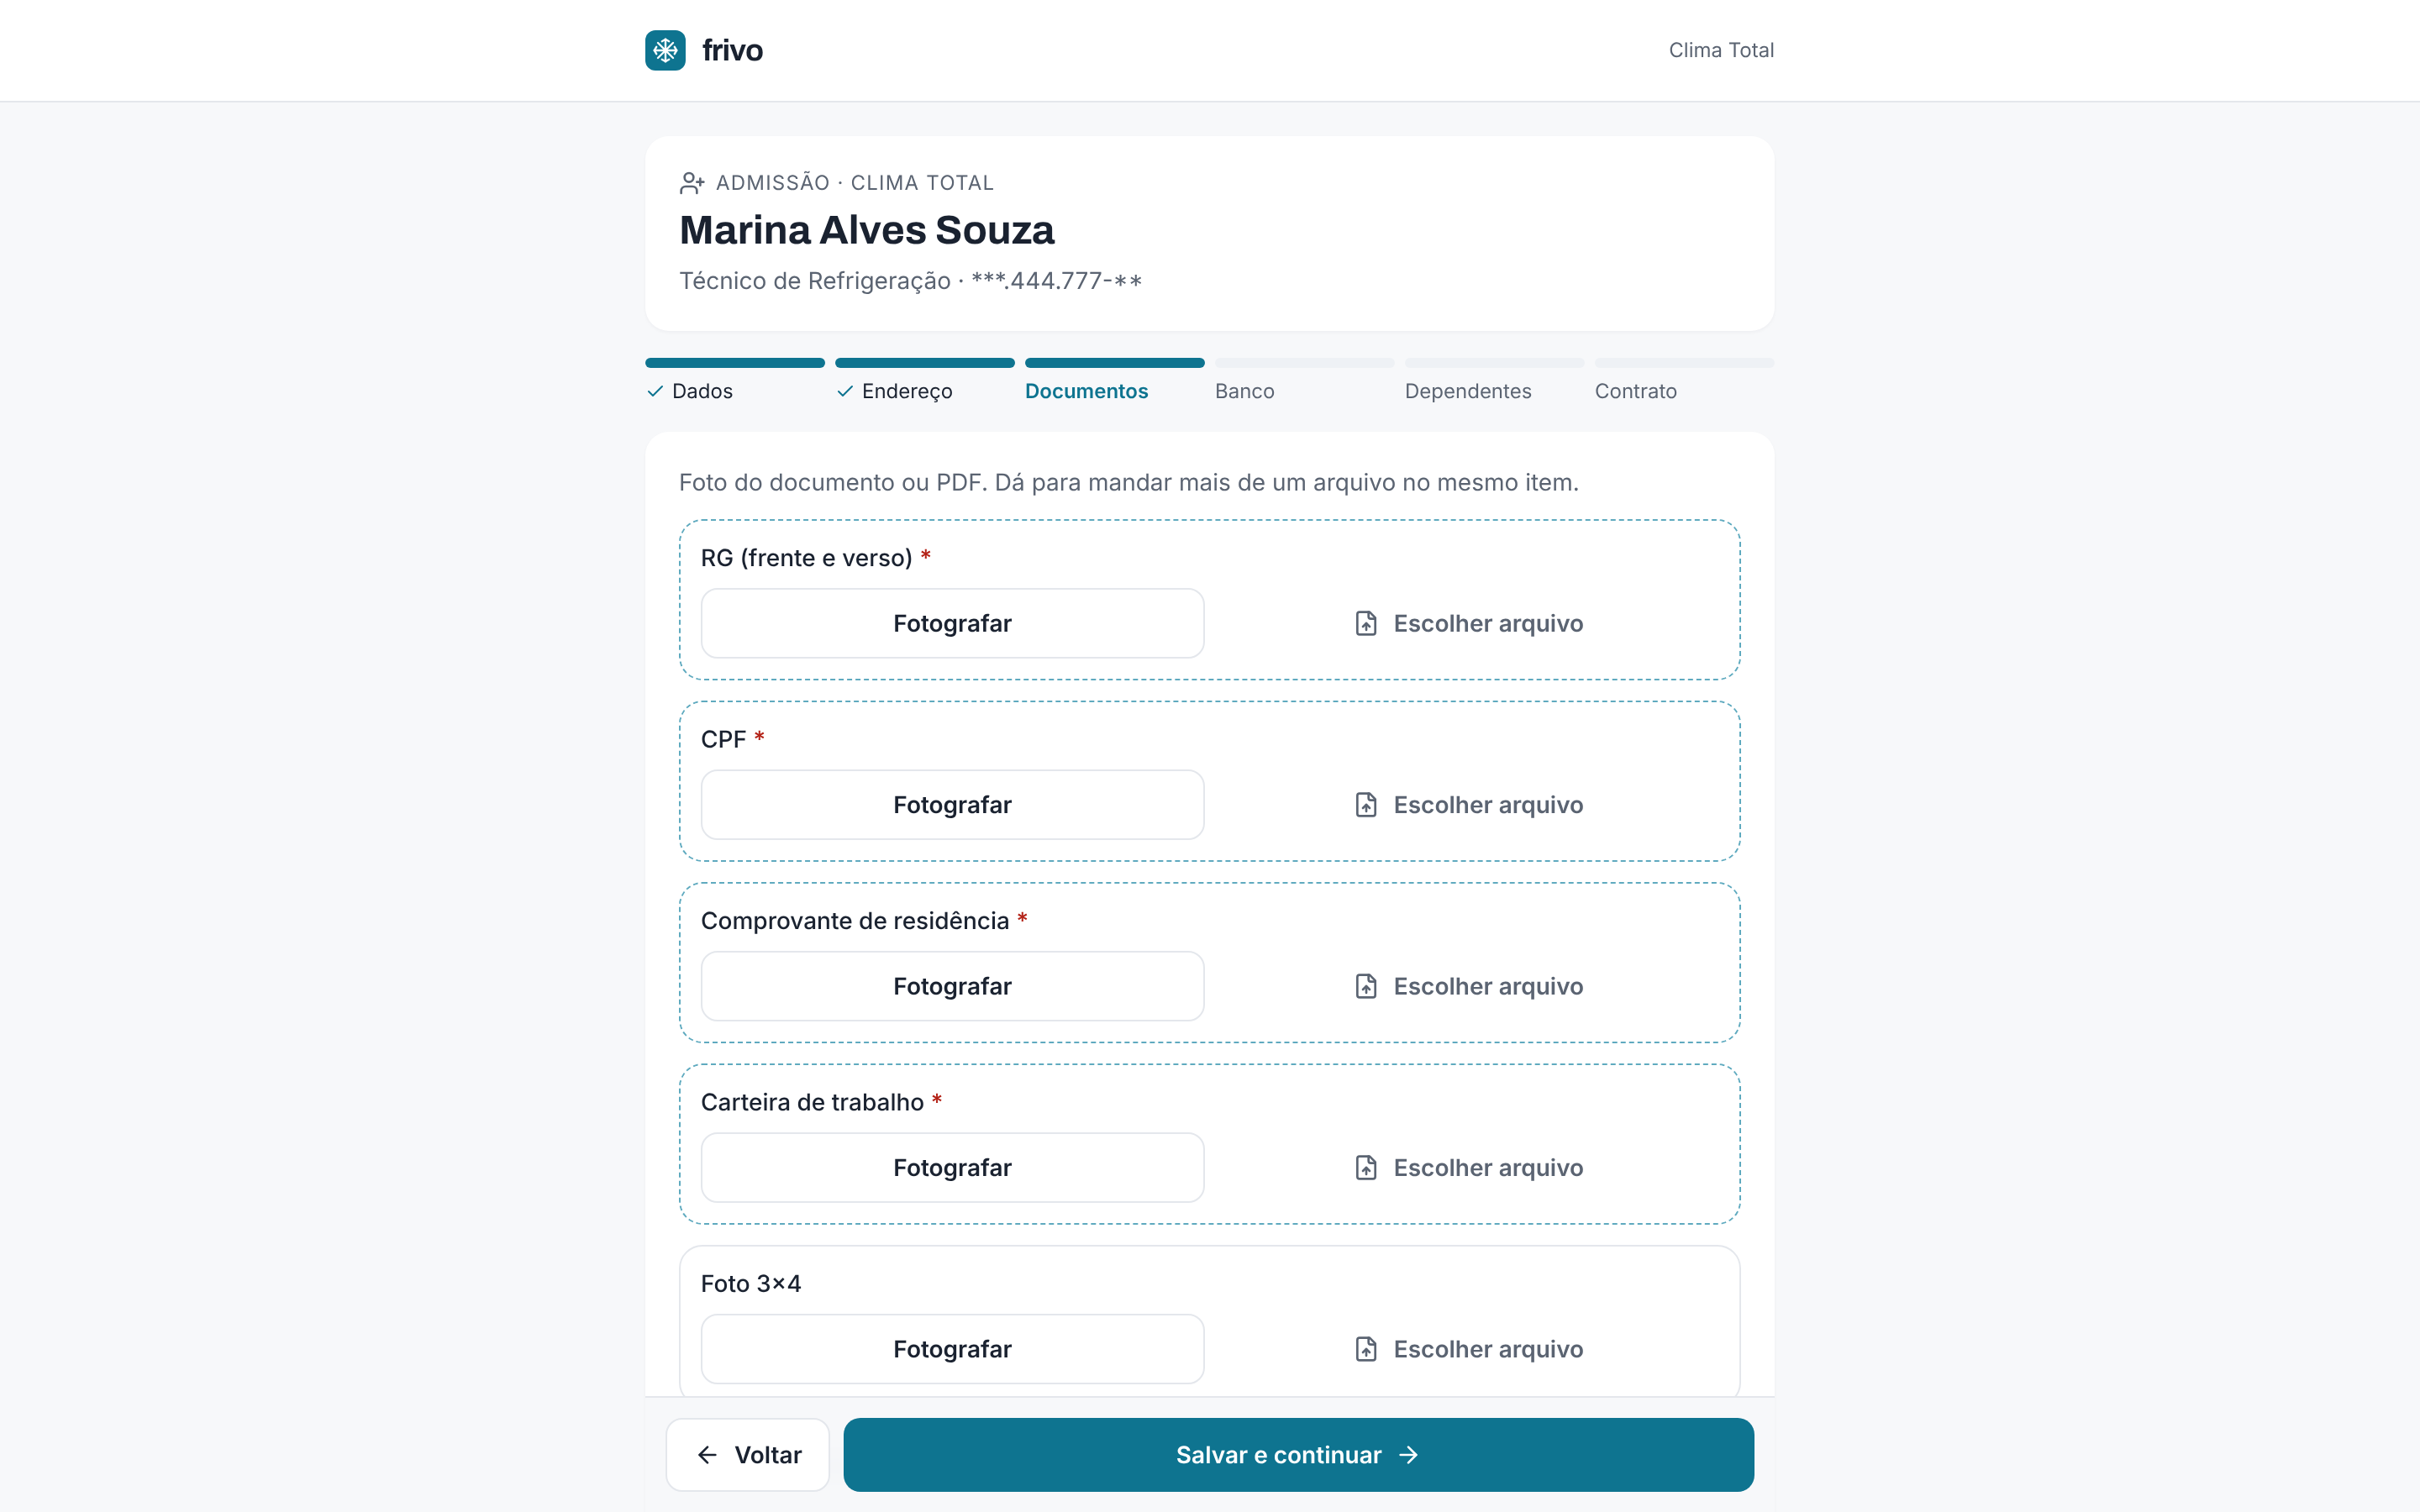 frivo
Clima Total
ADMISSÃO · CLIMA TOTAL
Marina Alves Souza
Técnico de Refrigeração · ***.444.777-**
Dados
Endereço
Documentos
Banco
Dependentes
Contrato
Foto do documento ou PDF. Dá para mandar mais de um arquivo no mesmo item.
RG (frente e verso) *
Fotografar
Escolher arquivo
CPF *
Fotografar
Escolher arquivo
Comprovante de residência *
Fotografar
Escolher arquivo
Carteira de trabalho *
Fotografar
Escolher arquivo
Foto 3×4
Fotografar
Escolher arquivo
Voltar
Salvar e continuar